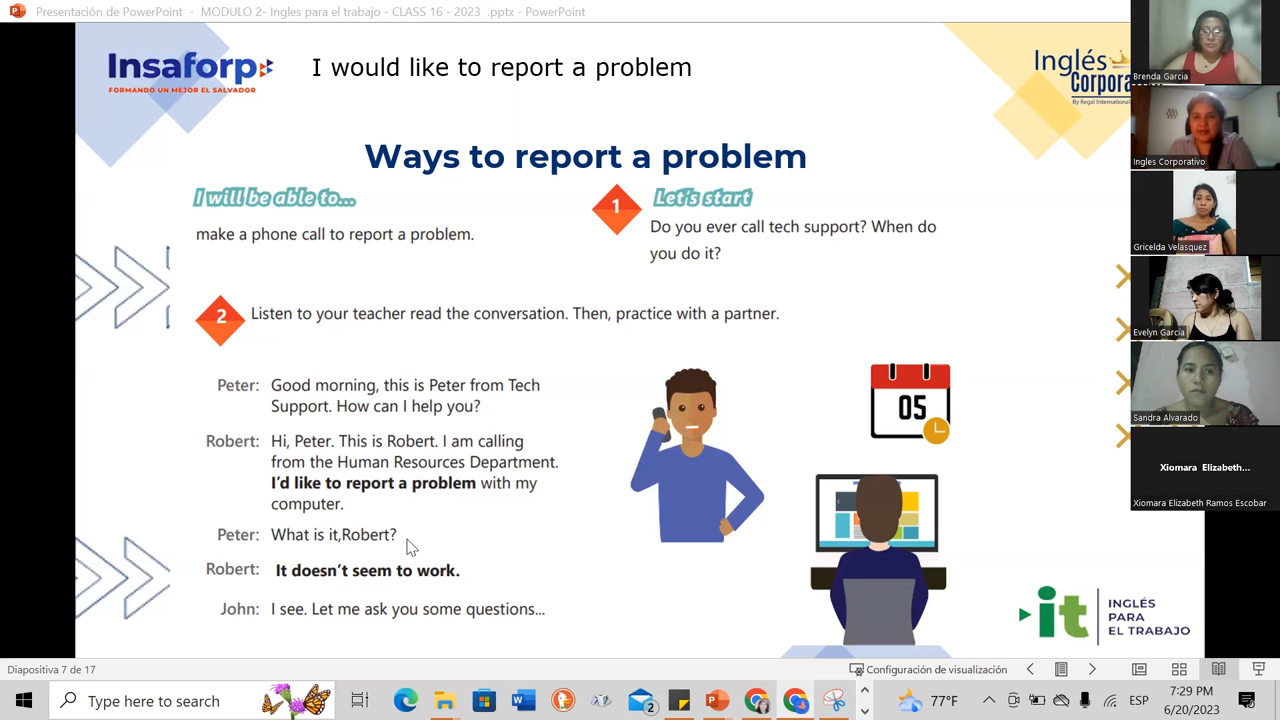 Presentación de PowerPoint - MODULO 2- Ingles para el trabajo - CLASS 16 - 2023 .pptx - PowerPoint
Insaforp
FORMANDO UN MEJOR EL SALVADOR
I would like to report a problem
Inglés
Corpora
By Regal International
Ways to report a problem
I will be able to...
make a phone call to report a problem.
1
Let's start
Do you ever call tech support? When do
you do it?
2
Listen to your teacher read the conversation. Then, practice with a partner.
Peter: Good morning, this is Peter from Tech
Support. How can I help you?
Robert: Hi, Peter. This is Robert. I am calling
from the Human Resources Department.
I'd like to report a problem with my
computer.
Peter: What is it,Robert?
Robert: It doesn't seem to work.
John: I see. Let me ask you some questions...
05
it
INGLÉS
PARA
EL TRABAJO
Brenda Garcia
Ingles Corporativo
Gricelda Velasquez
Evelyn Garcia
Sandra Alvarado
Xiomara Elizabeth...
Xiomara Elizabeth Ramos Escobar
Diapositiva 7 de 17
Configuración de visualización
Type here to search
2
77°F
ESP
7:29 PM
6/20/2023